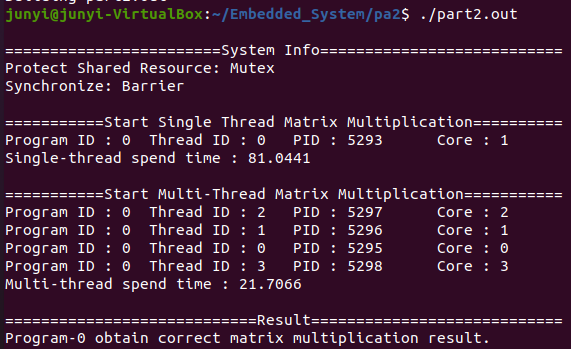 junyi@junyi-VirtualBox:~/Embedded_System/pa2$ ./part2.out
========================System Info===========================
Protect Shared Resource: Mutex
Synchronize: Barrier
===========Start Single Thread Matrix Multiplication==========
Program ID : 0  Thread ID : 0   PID : 5293      Core : 1
Single-thread spend time : 81.0441
===========Start Multi-Thread Matrix Multiplication===========
Program ID : 0  Thread ID : 2   PID : 5297      Core : 2
Program ID : 0  Thread ID : 1   PID : 5296      Core : 1
Program ID : 0  Thread ID : 0   PID : 5295      Core : 0
Program ID : 0  Thread ID : 3   PID : 5298      Core : 3
Multi-thread spend time : 21.7066
============================Result============================
Program-0 obtain correct matrix multiplication result.